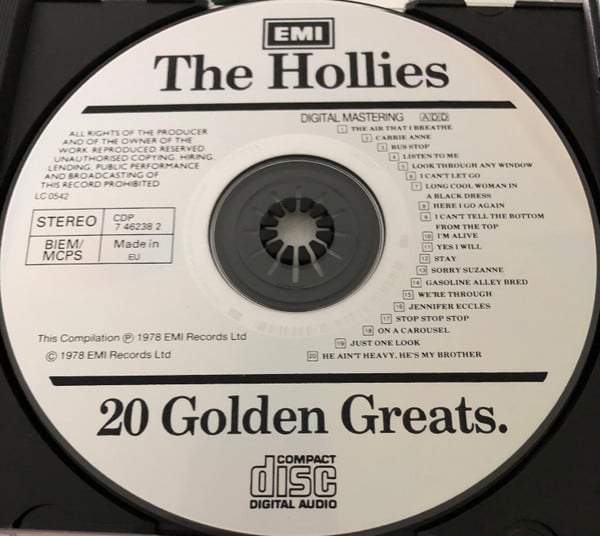 EMI
The Hollies
DIGITAL MASTERING ADD
ALL RIGHTS OF THE PRODUCER
AND OF THE OWNER OF THE
WORK REPRODUCED RESERVED.
UNAUTHORISED COPYING, HIRING,
LENDING, PUBLIC PERFORMANCE
AND BROADCASTING OF
THIS RECORD PROHIBITED
LC 0542
STEREO
CDP
7 46238 2
BIEM/
MCPS
Made in
EU
1 THE AIR THAT I BREATHE
2 CARRIE ANNE
3 BUS STOP
4 LISTEN TO ME
5 LOOK THROUGH ANY WINDOW
6 I CAN'T LET GO
7 LONG COOL WOMAN IN
A BLACK DRESS
8 HERE I GO AGAIN
9 I CAN'T TELL THE BOTTOM
FROM THE TOP
10 I'M ALIVE
11 YES I WILL
12 STAY
13 SORRY SUZANNE
14 GASOLINE ALLEY BRED
15 WE'RE THROUGH
16 JENNIFER ECCLES
17 STOP STOP STOP
18 ON A CAROUSEL
19 JUST ONE LOOK
20 HE AIN'T HEAVY, HE'S MY BROTHER
This Compilation ℗ 1978 EMI Records Ltd
© 1978 EMI Records Ltd
20 Golden Greats.
COMPACT
disc
DIGITAL AUDIO